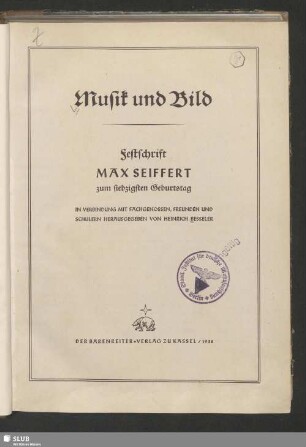 Musik und Bild
Festschrift
MAX SEIFFERT
zum siebzigsten Geburtstag
IN VERBINDUNG MIT FACHGENOSSEN, FREUNDEN UND
SCHÜLERN HERAUSGEGEBEN VON HEINRICH BESSELER
DER BÄRENREITER-VERLAG ZU KASSEL / 1938
SLUB